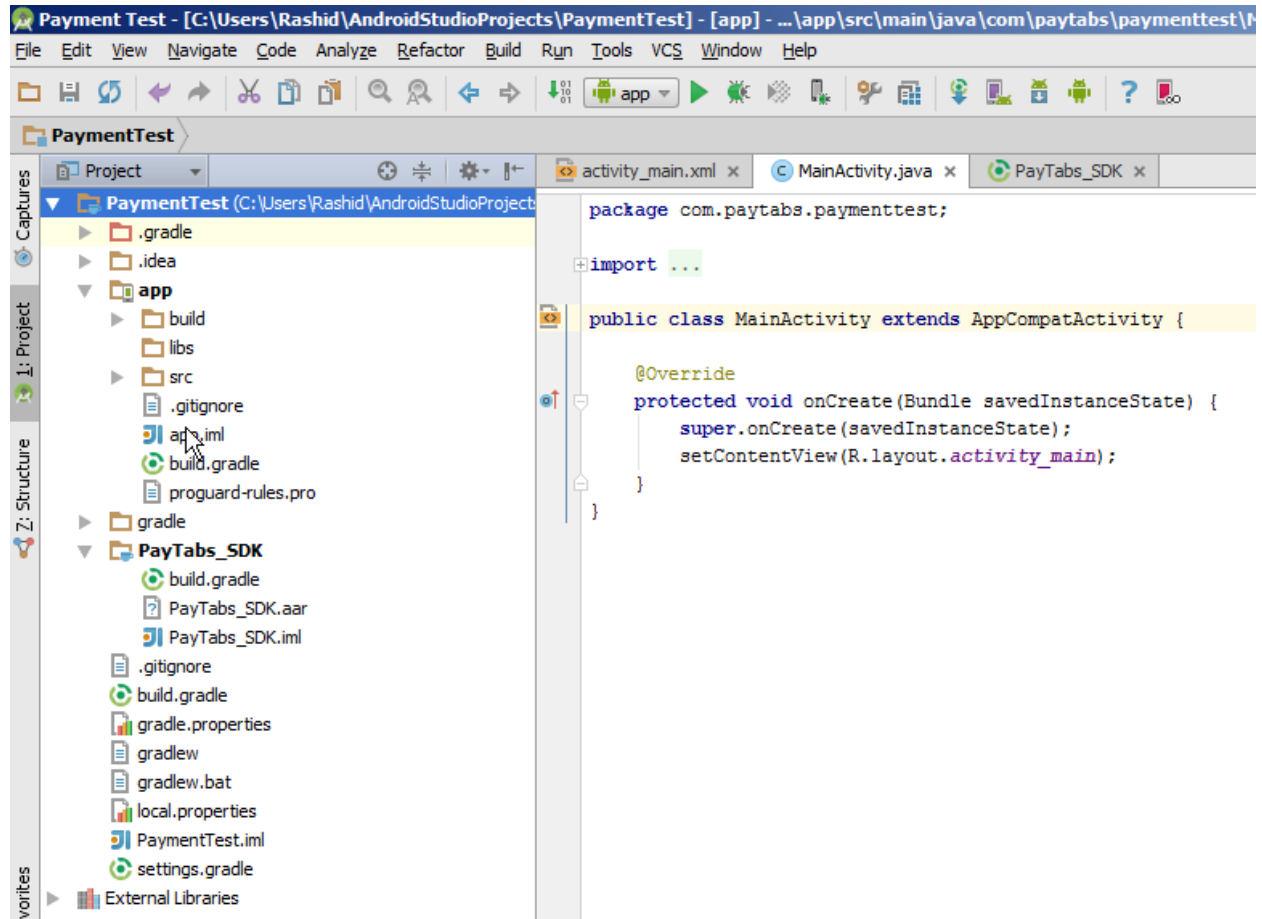 Payment Test - [C:\Users\Rashid\AndroidStudioProjects\PaymentTest] - [app] - ...\app\src\main\java\com\paytabs\paymenttest\
File Edit View Navigate Code Analyze Refactor Build Run Tools VCS Window Help
app
PaymentTest
Project
activity_main.xml
MainActivity.java
PayTabs_SDK
Captures
1: Project
7: Structure
PaymentTest (C:\Users\Rashid\AndroidStudioProject
.gradle
.idea
app
build
libs
src
.gitignore
app.iml
build.gradle
proguard-rules.pro
gradle
PayTabs_SDK
build.gradle
PayTabs_SDK.aar
PayTabs_SDK.iml
.gitignore
build.gradle
gradle.properties
gradlew
gradlew.bat
local.properties
PaymentTest.iml
settings.gradle
External Libraries
vorites
package com.paytabs.paymenttest;
import ...
public class MainActivity extends AppCompatActivity {
@Override
protected void onCreate(Bundle savedInstanceState) {
super.onCreate(savedInstanceState);
setContentView(R.layout.activity_main);
}
}